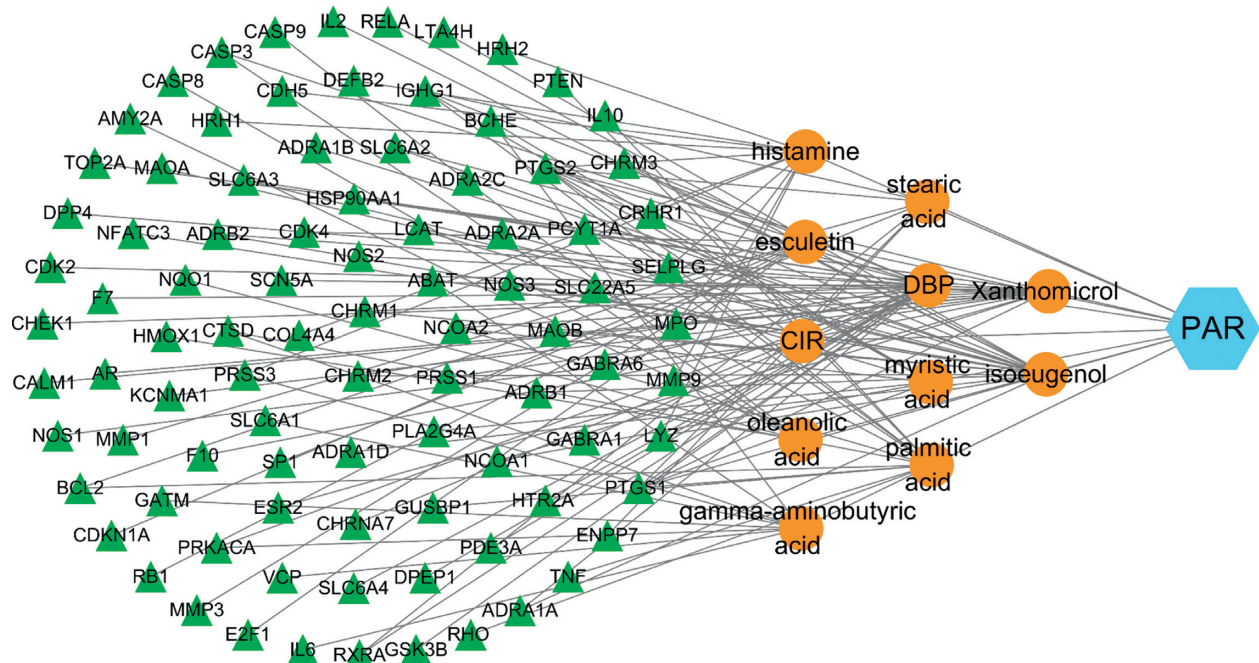 IL2
RELA
LTA4H
CASP9
HRH2
CASP3
PTEN
CASP8
CDH5
DEFB2
IGHG1
IL10
AMY2A
HRH1
BCHE
ADRA1B
SLC6A2
histamine
TOP2A
MAOA
SLC6A3
PTGS2
CHRM3
stearic
acid
HSP90AA1
ADRA2C
DPP4
NFATC3
ADRB2
CDK4
LCAT
ADRA2A
PCYT1A
CRHR1
esculetin
NOS2
SELPLG
CDK2
NQO1
SCN5A
ABAT
NOS3
SLC22A5
DBP
Xanthomicrol
F7
CHEK1
HMOX1
CTSD
COL4A4
CHRM1
NCOA2
MAOB
MPO
CIR
PAR
CALM1
AR
KCNMA1
PRSS3
CHRM2
PRSS1
ADRB1
GABRA6
MMP9
myristic
acid
isoeugenol
NOS1
MMP1
SLC6A1
PLA2G4A
GABRA1
LYZ
oleanolic
acid
F10
SP1
ADRA1D
NCOA1
palmitic
acid
BCL2
GATM
ESR2
GUSBP1
HTR2A
PTGS1
gamma-aminobutyric
acid
CDKN1A
PRKACA
CHRNA7
PDE3A
ENPP7
RB1
VCP
SLC6A4
DPEP1
TNF
MMP3
ADRA1A
E2F1
IL6
RXRA
GSK3B
RHO